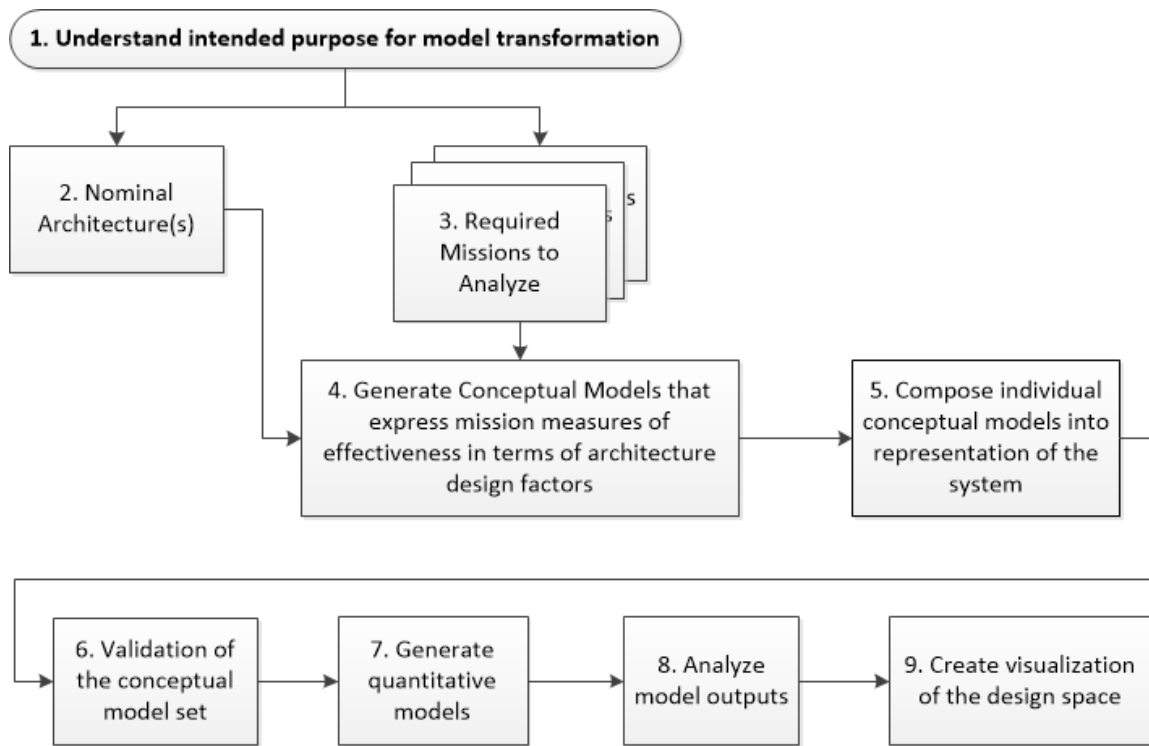 1. Understand intended purpose for model transformation
2. Nominal
Architecture(s)
s
s
3. Required
Missions to
Analyze
4. Generate Conceptual Models that
express mission measures of
effectiveness in terms of architecture
design factors
5. Compose individual
conceptual models into
representation of the
system
6. Validation of
the conceptual
model set
7. Generate
quantitative
models
8. Analyze
model outputs
9. Create visualization
of the design space